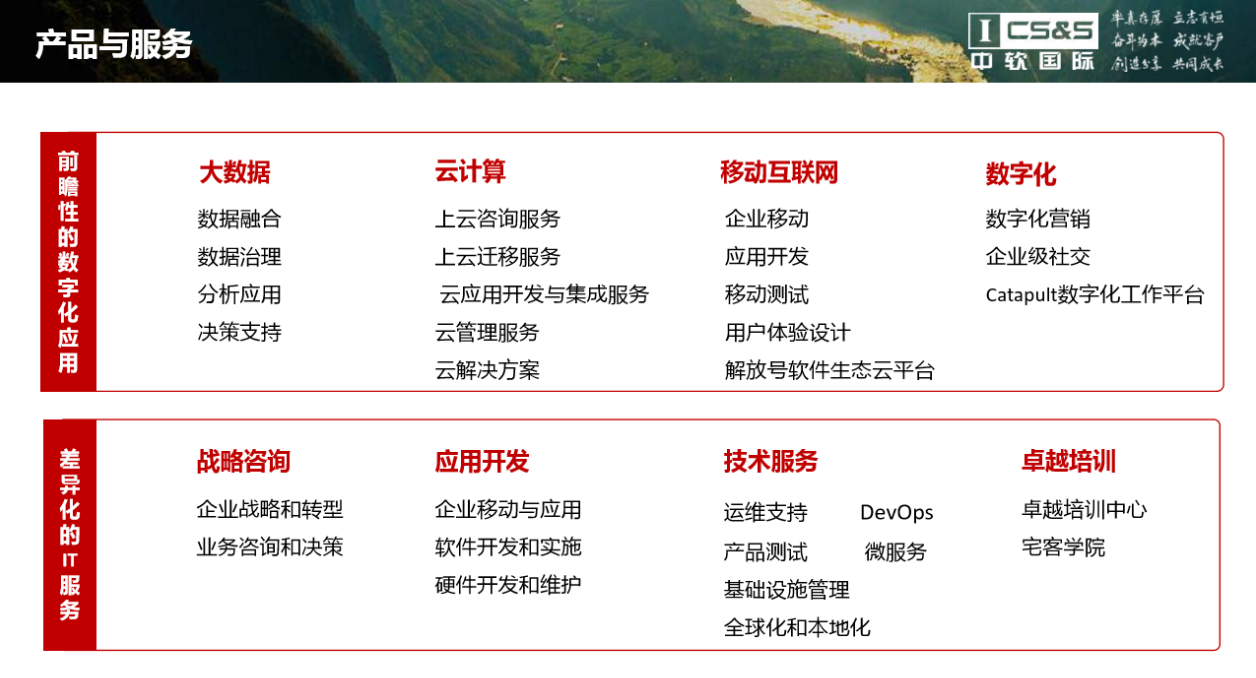 产品与服务
I CS&S
中软国际
率真在厚 立志有恒
奋斗为本 成就客户
创造分享 共同成长
前瞻性的数字化应用
大数据
数据融合
数据治理
分析应用
决策支持
云计算
上云咨询服务
上云迁移服务
云应用开发与集成服务
云管理服务
云解决方案
移动互联网
企业移动
应用开发
移动测试
用户体验设计
解放号软件生态云平台
数字化
数字化营销
企业级社交
Catapult数字化工作平台
差异化的IT服务
战略咨询
企业战略和转型
业务咨询和决策
应用开发
企业移动与应用
软件开发和实施
硬件开发和维护
技术服务
运维支持 DevOps
产品测试 微服务
基础设施管理
全球化和本地化
卓越培训
卓越培训中心
宅客学院